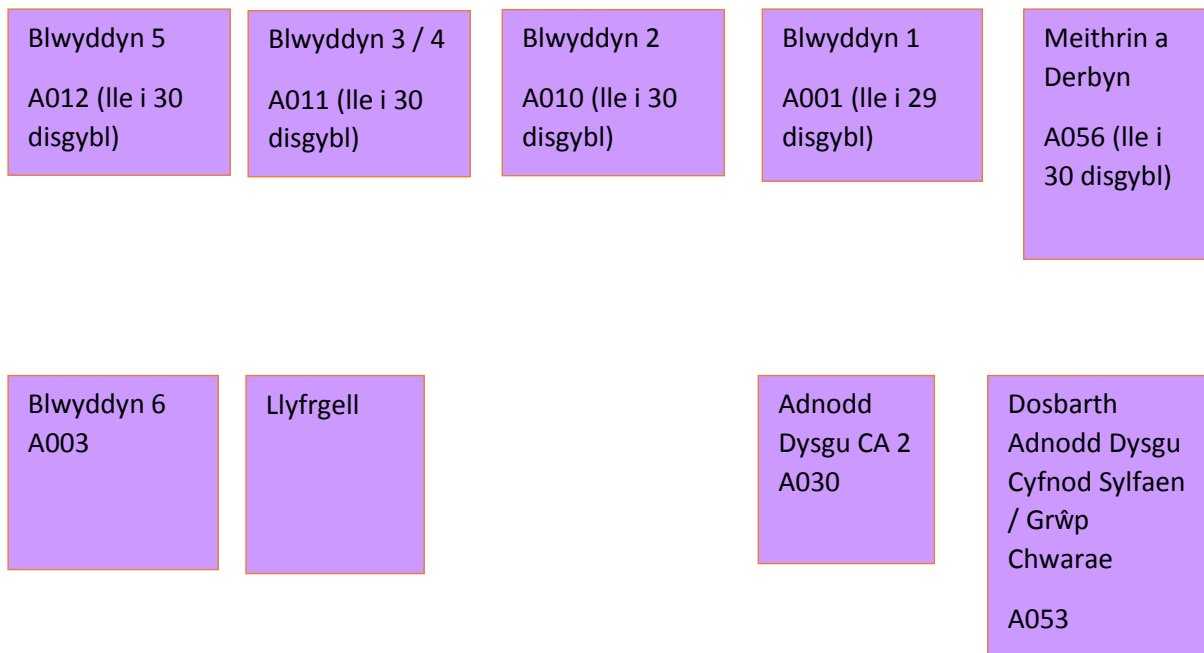 Blwyddyn 5
A012 (lle i 30
disgybl)
Blwyddyn 3 / 4
A011 (lle i 30
disgybl)
Blwyddyn 2
A010 (lle i 30
disgybl)
Blwyddyn 1
A001 (lle i 29
disgybl)
Meithrin a
Derbyn
A056 (lle i
30 disgybl)
Blwyddyn 6
A003
Llyfrgell
Adnodd
Dysgu CA 2
A030
Dosbarth
Adnodd Dysgu
Cyfnod Sylfaen
/ Grŵp
Chwarae
A053